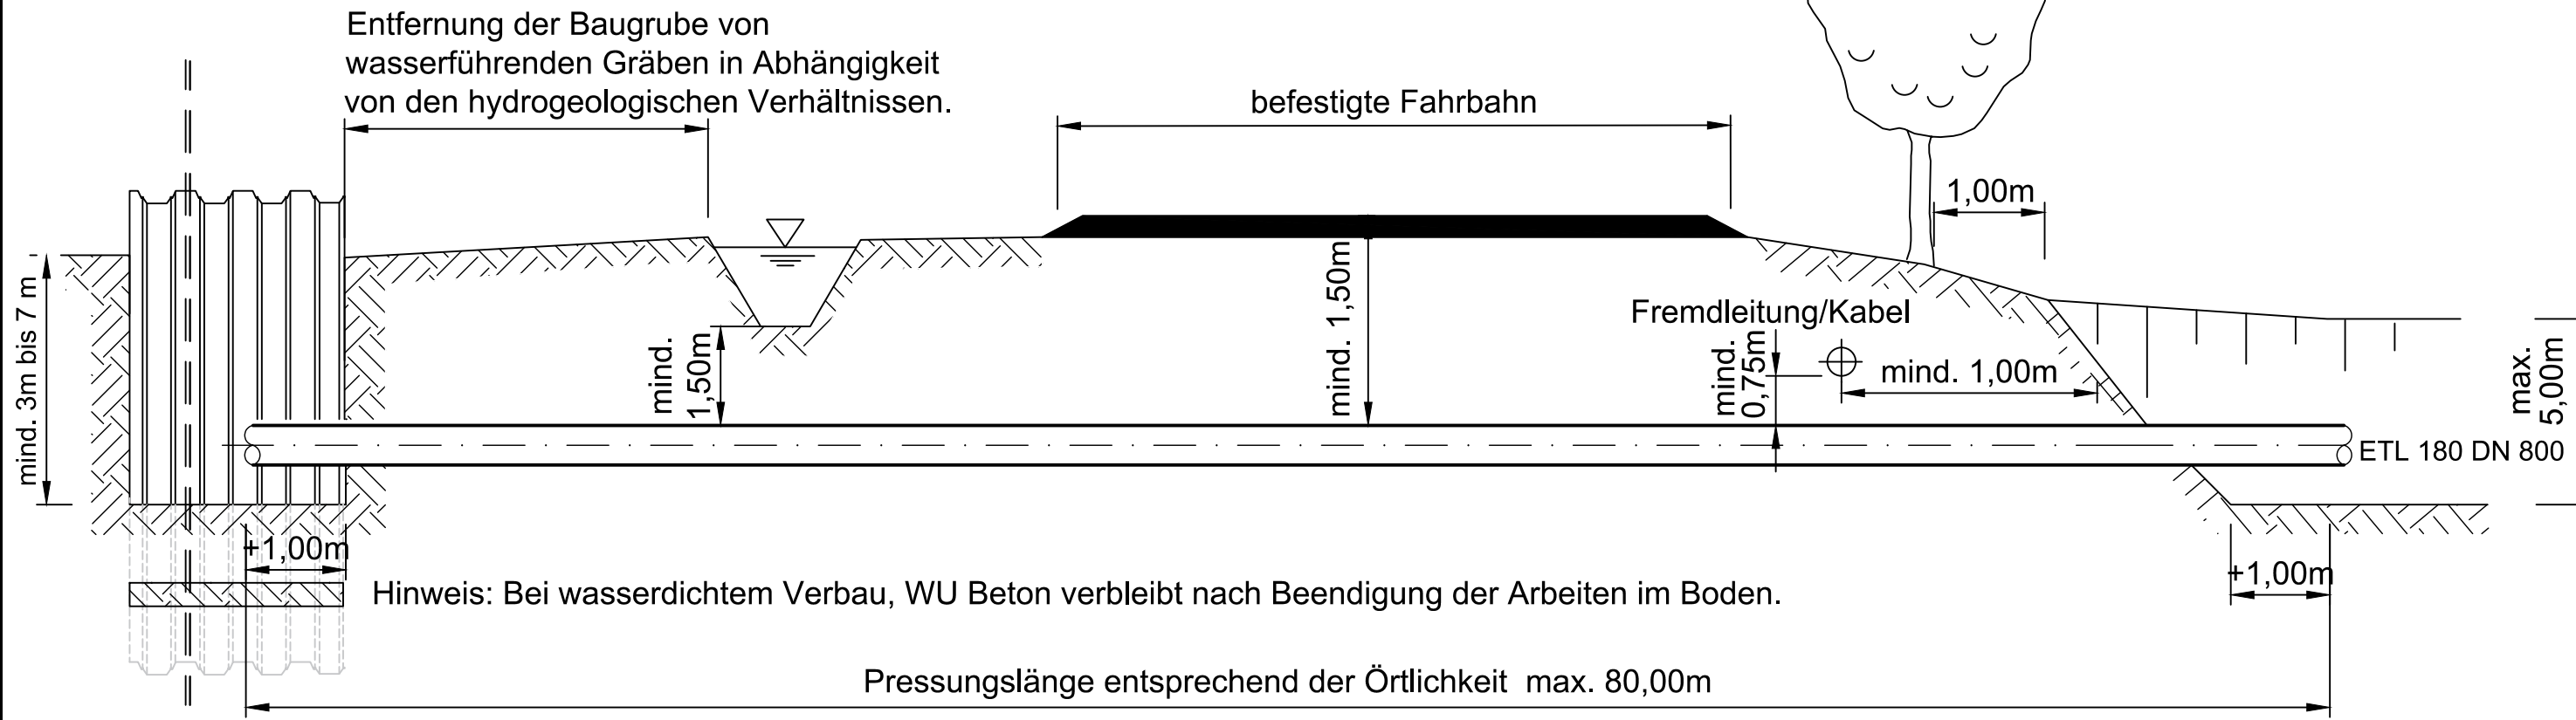 Entfernung der Baugrube von
wasserführenden Gräben in Abhängigkeit
von den hydrogeologischen Verhältnissen.
befestigte Fahrbahn
1,00m
mind. 3m bis 7 m
mind.
1,50m
mind. 1,50m
Fremdleitung/Kabel
mind.
0,75m
mind. 1,00m
max.
5,00m
ETL 180 DN 800
+1,00m
+1,00m
Hinweis: Bei wasserdichtem Verbau, WU Beton verbleibt nach Beendigung der Arbeiten im Boden.
Pressungslänge entsprechend der Örtlichkeit max. 80,00m